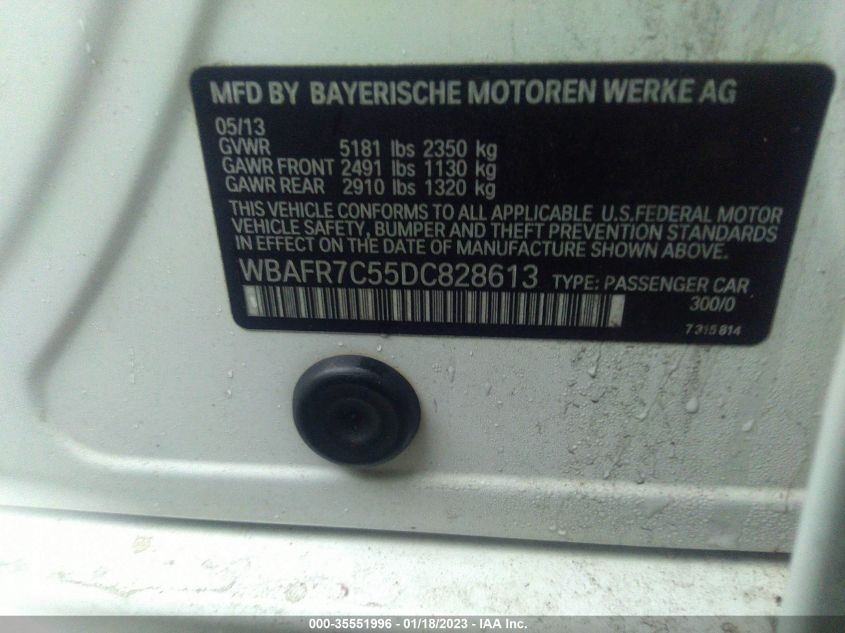 MFD BY BAYERISCHE MOTOREN WERKE AG
05/13
GVWR 5181 lbs 2350 kg
GAWR FRONT 2491 lbs 1130 kg
GAWR REAR 2910 lbs 1320 kg
THIS VEHICLE CONFORMS TO ALL APPLICABLE U.S.FEDERAL MOTOR
VEHICLE SAFETY, BUMPER AND THEFT PREVENTION STANDARDS
IN EFFECT ON THE DATE OF MANUFACTURE SHOWN ABOVE.
WBAFR7C55DC828613 TYPE: PASSENGER CAR
300/0
7315814
000-35551996 - 01/18/2023 - IAA Inc.